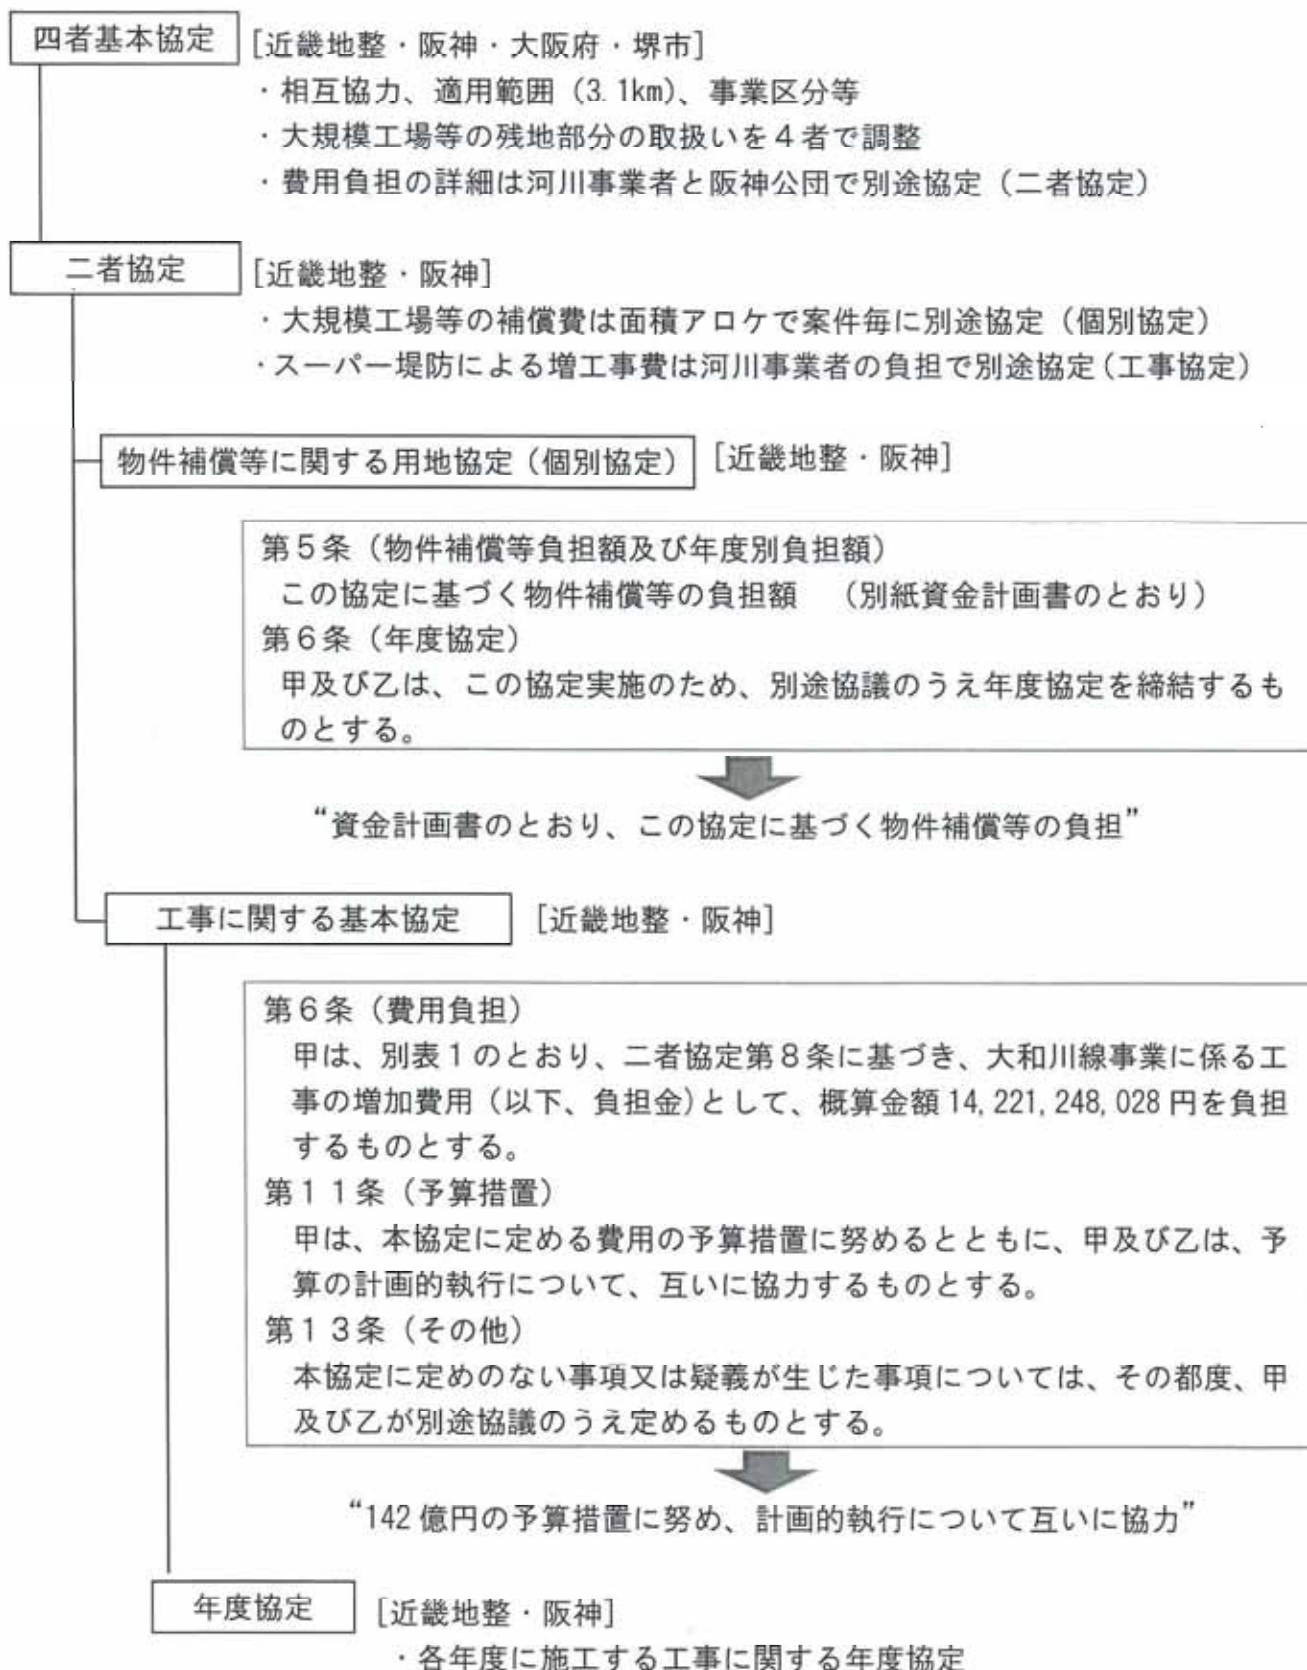 四者基本協定 [近畿地整・阪神・大阪府・堺市]
・相互協力、適用範囲（3.1km）、事業区分等
・大規模工場等の残地部分の取扱いを４者で調整
・費用負担の詳細は河川事業者と阪神公団で別途協定（二者協定）
二者協定 [近畿地整・阪神]
・大規模工場等の補償費は面積アロケで案件毎に別途協定（個別協定）
・スーパー堤防による増工事費は河川事業者の負担で別途協定（工事協定）
物件補償等に関する用地協定（個別協定） [近畿地整・阪神]
第５条（物件補償等負担額及び年度別負担額）
この協定に基づく物件補償等の負担額　（別紙資金計画書のとおり）
第６条（年度協定）
甲及び乙は、この協定実施のため、別途協議のうえ年度協定を締結するも
のとする。
“資金計画書のとおり、この協定に基づく物件補償等の負担”
工事に関する基本協定 [近畿地整・阪神]
第６条（費用負担）
甲は、別表１のとおり、二者協定第８条に基づき、大和川線事業に係る工
事の増加費用（以下、負担金）として、概算金額 14,221,248,028 円を負担
するものとする。
第１１条（予算措置）
甲は、本協定に定める費用の予算措置に努めるとともに、甲及び乙は、予
算の計画的執行について、互いに協力するものとする。
第１３条（その他）
本協定に定めのない事項又は疑義が生じた事項については、その都度、甲
及び乙が別途協議のうえ定めるものとする。
“142 億円の予算措置に努め、計画的執行について互いに協力”
年度協定 [近畿地整・阪神]
・各年度に施工する工事に関する年度協定